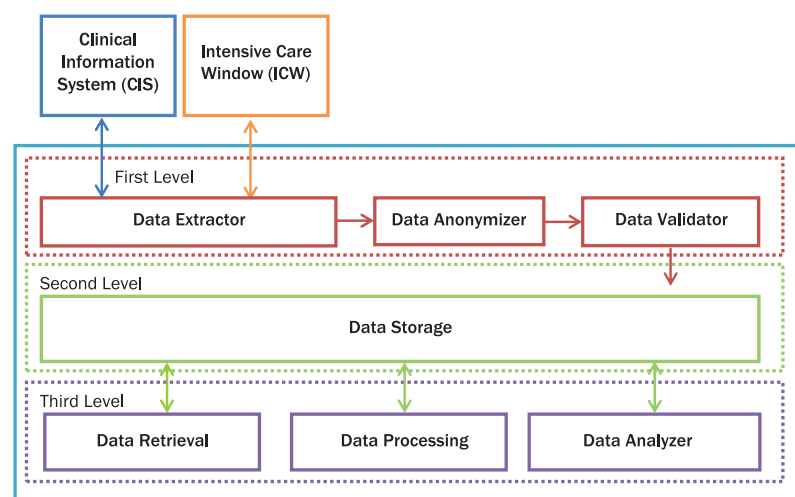 Clinical
Information
System (CIS)
Intensive Care
Window (ICW)
First Level
Data Extractor
Data Anonymizer
Data Validator
Second Level
Data Storage
Third Level
Data Retrieval
Data Processing
Data Analyzer